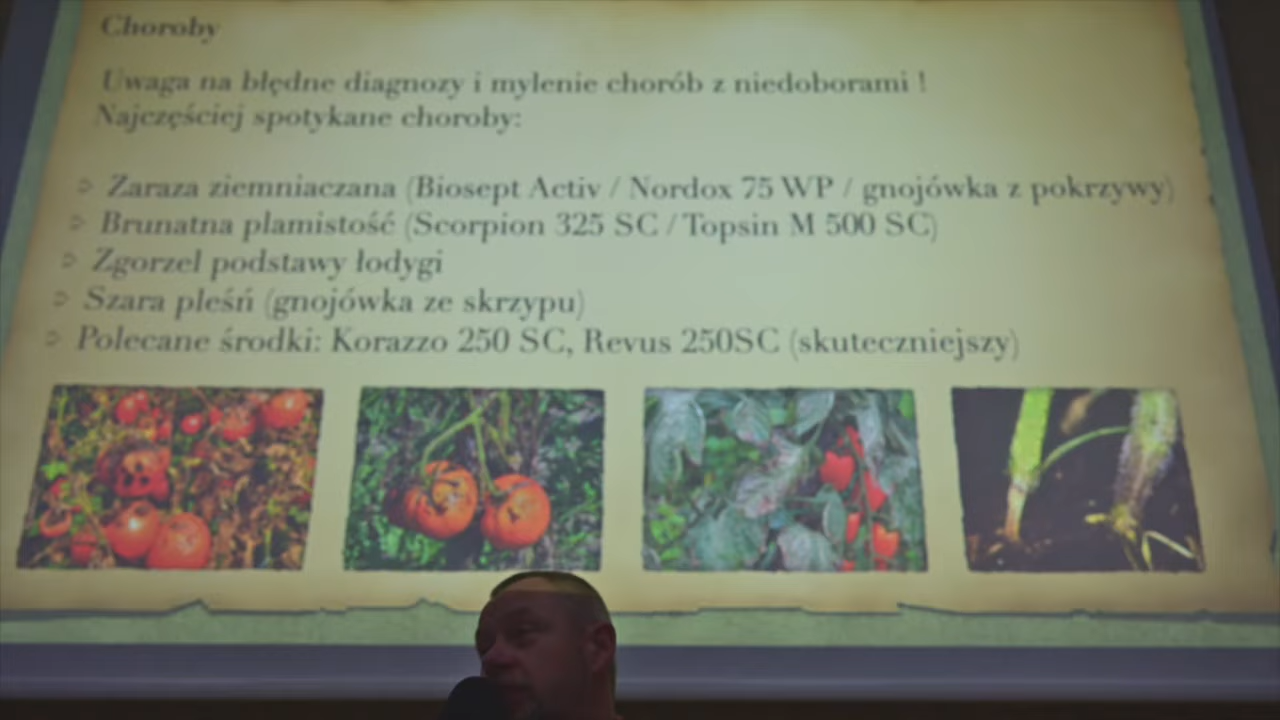 Choroby
Uwaga na błędne diagnozy i mylenie chorób z niedoborami !
Najczęściej spotykane choroby:
Zaraza ziemniaczana (Biosept Activ / Nordox 75 WP / gnojówka z pokrzywy)
Brunatna plamistość (Scorpion 325 SC / Topsin M 500 SC)
Zgorzel podstawy łodygi
Szara pleśń (gnojówka ze skrzypu)
Polecane środki: Korazzo 250 SC, Revus 250SC (skuteczniejszy)